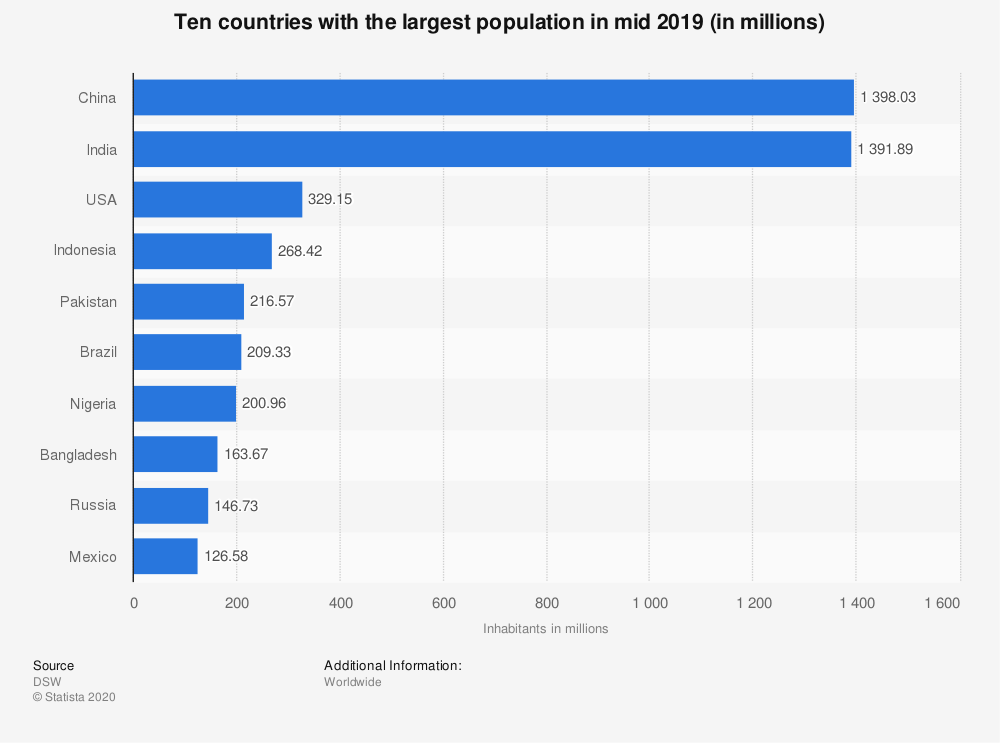 Ten countries with the largest population in mid 2019 (in millions)
China 1 398.03
India 1 391.89
USA 329.15
Indonesia 268.42
Pakistan 216.57
Brazil 209.33
Nigeria 200.96
Bangladesh 163.67
Russia 146.73
Mexico 126.58
0 200 400 600 800 1 000 1 200 1 400 1 600
Inhabitants in millions
Source
DSW
© Statista 2020
Additional Information:
Worldwide